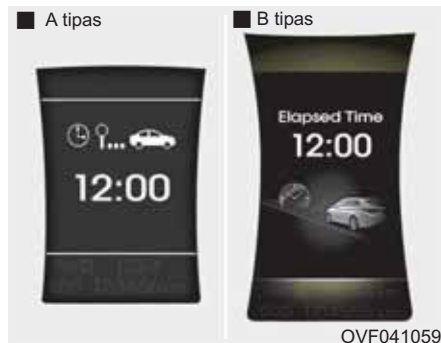 ■ A tipas
■ B tipas
12:00
Elapsed Time
12:00
OVF041059